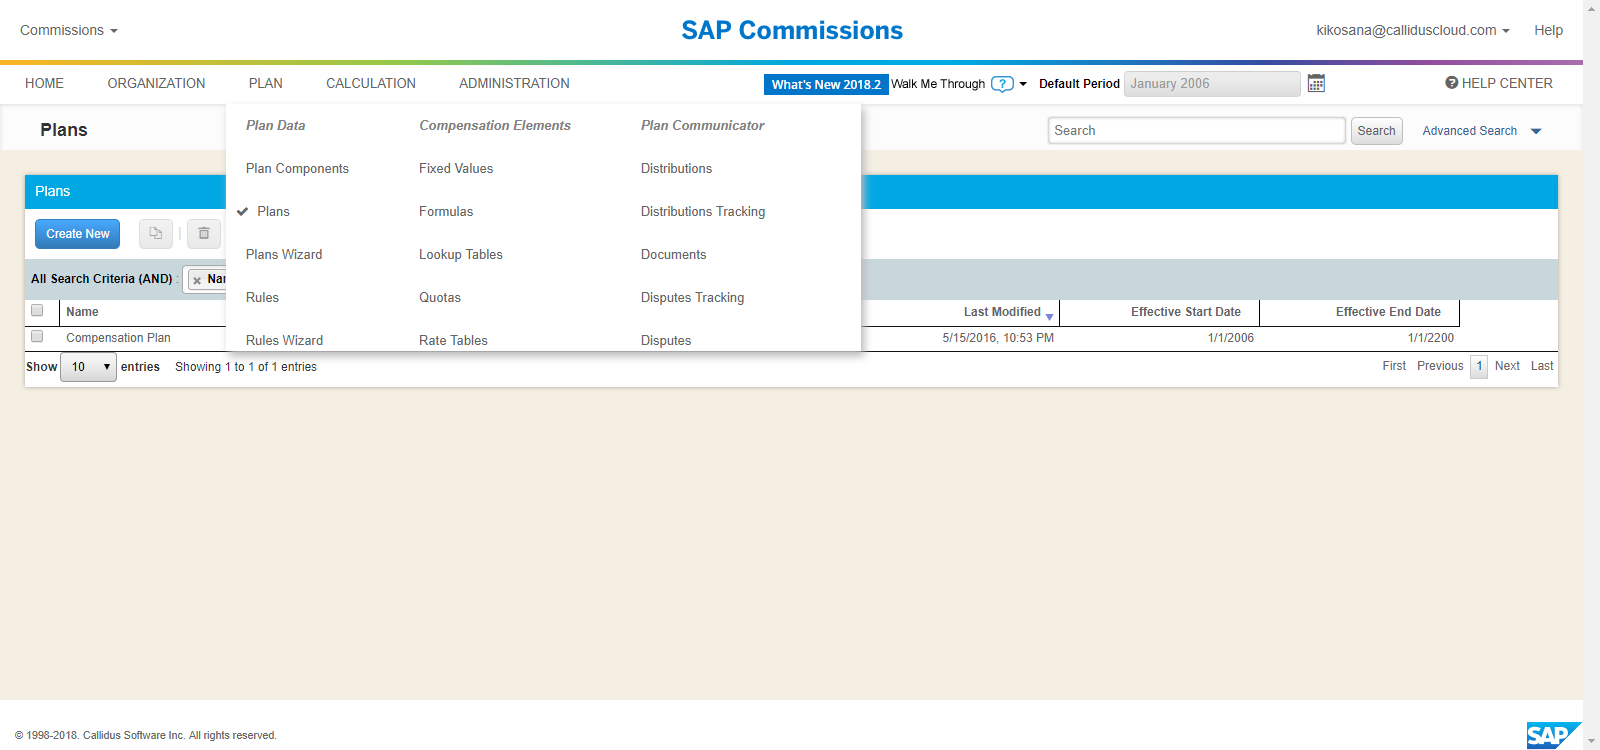 Commissions
SAP Commissions
kikosana@calliduscloud.com
Help
HOME ORGANIZATION PLAN CALCULATION ADMINISTRATION
What's New 2018.2 Walk Me Through ? Default Period January 2006
HELP CENTER
Plans
Search Search Advanced Search
Plan Data Compensation Elements Plan Communicator
Plan Components Fixed Values Distributions
Plans Formulas Distributions Tracking
Plans Wizard Lookup Tables Documents
Rules Quotas Disputes Tracking
Rules Wizard Rate Tables Disputes
Plans
Create New
All Search Criteria (AND) :
Name Last Modified Effective Start Date Effective End Date
Compensation Plan 5/15/2016, 10:53 PM 1/1/2006 1/1/2200
Show 10 entries Showing 1 to 1 of 1 entries First Previous 1 Next Last
© 1998-2018. Callidus Software Inc. All rights reserved.
SAP